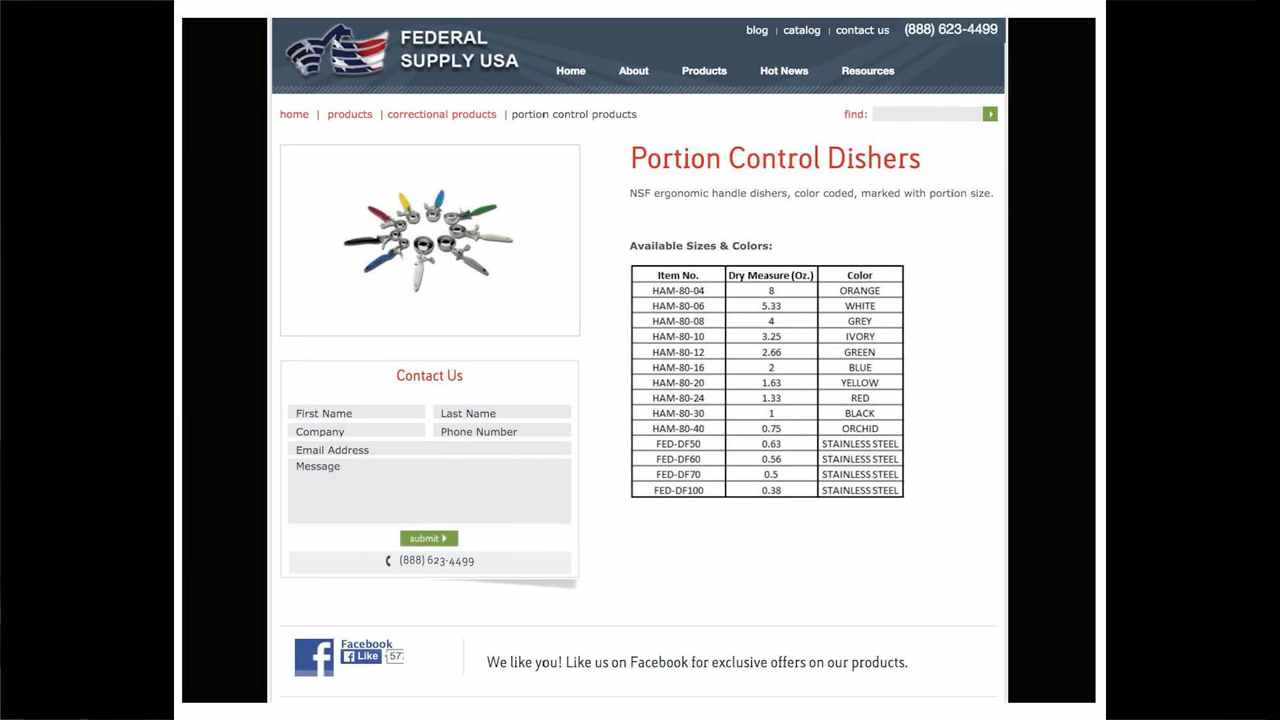 FEDERAL
SUPPLY USA
blog | catalog | contact us (888) 623-4499
Home About Products Hot News Resources
home | products | correctional products | portion control products
find:
Portion Control Dishers
NSF ergonomic handle dishers, color coded, marked with portion size.
Available Sizes & Colors:
Item No. Dry Measure (Oz.) Color
HAM-80-04 8 ORANGE
HAM-80-06 5.33 WHITE
HAM-80-08 4 GREY
HAM-80-10 3.25 IVORY
HAM-80-12 2.66 GREEN
HAM-80-16 2 BLUE
HAM-80-20 1.63 YELLOW
HAM-80-24 1.33 RED
HAM-80-30 1 BLACK
HAM-80-40 0.75 ORCHID
FED-DF50 0.63 STAINLESS STEEL
FED-DF60 0.56 STAINLESS STEEL
FED-DF70 0.5 STAINLESS STEEL
FED-DF100 0.38 STAINLESS STEEL
Contact Us
First Name Last Name
Company Phone Number
Email Address
Message
submit
(888) 623-4499
Facebook
Like 577
We like you! Like us on Facebook for exclusive offers on our products.